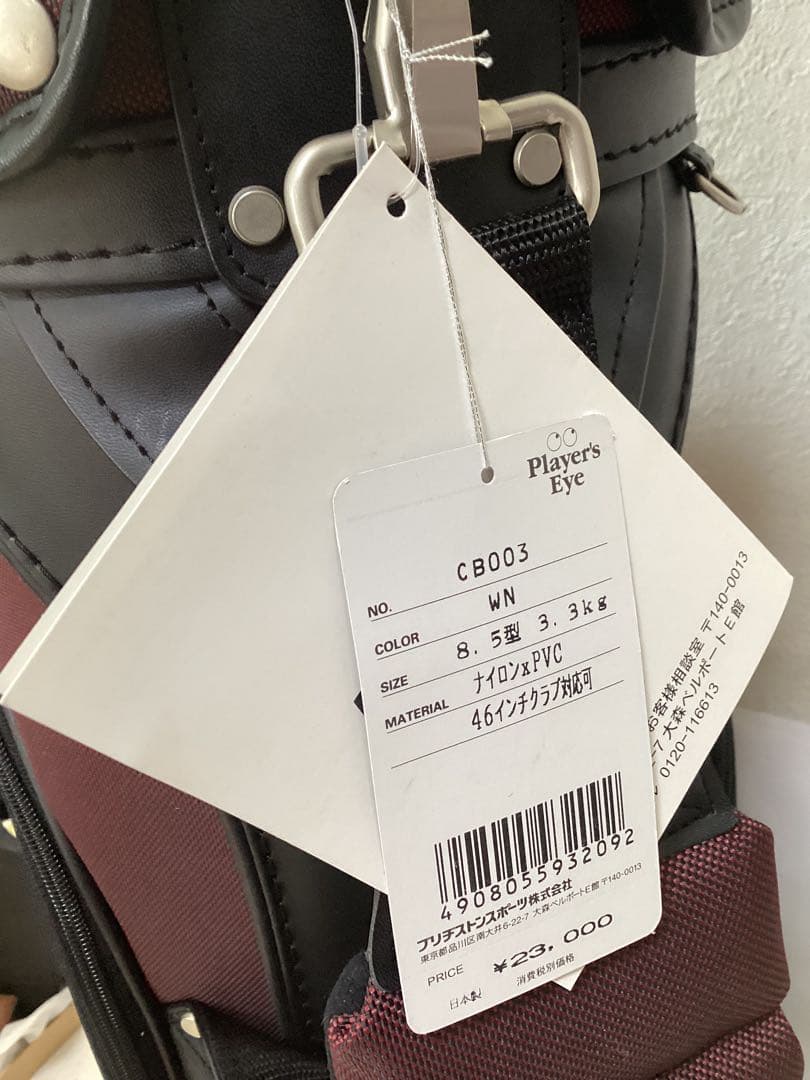 Player's
Eye
NO. CB003
COLOR WN
SIZE 8.5型 3.3kg
MATERIAL ナイロンxPVC
46インチクラブ対応可
4908055932092
ブリヂストンスポーツ株式会社
東京都品川区南大井6-22-7 大森ベルポートE館 〒140-0013
PRICE ¥23,000
日本製 消費税別価格
お客様相談室 〒140-0013
-7 大森ベルポートE館
0120-116613